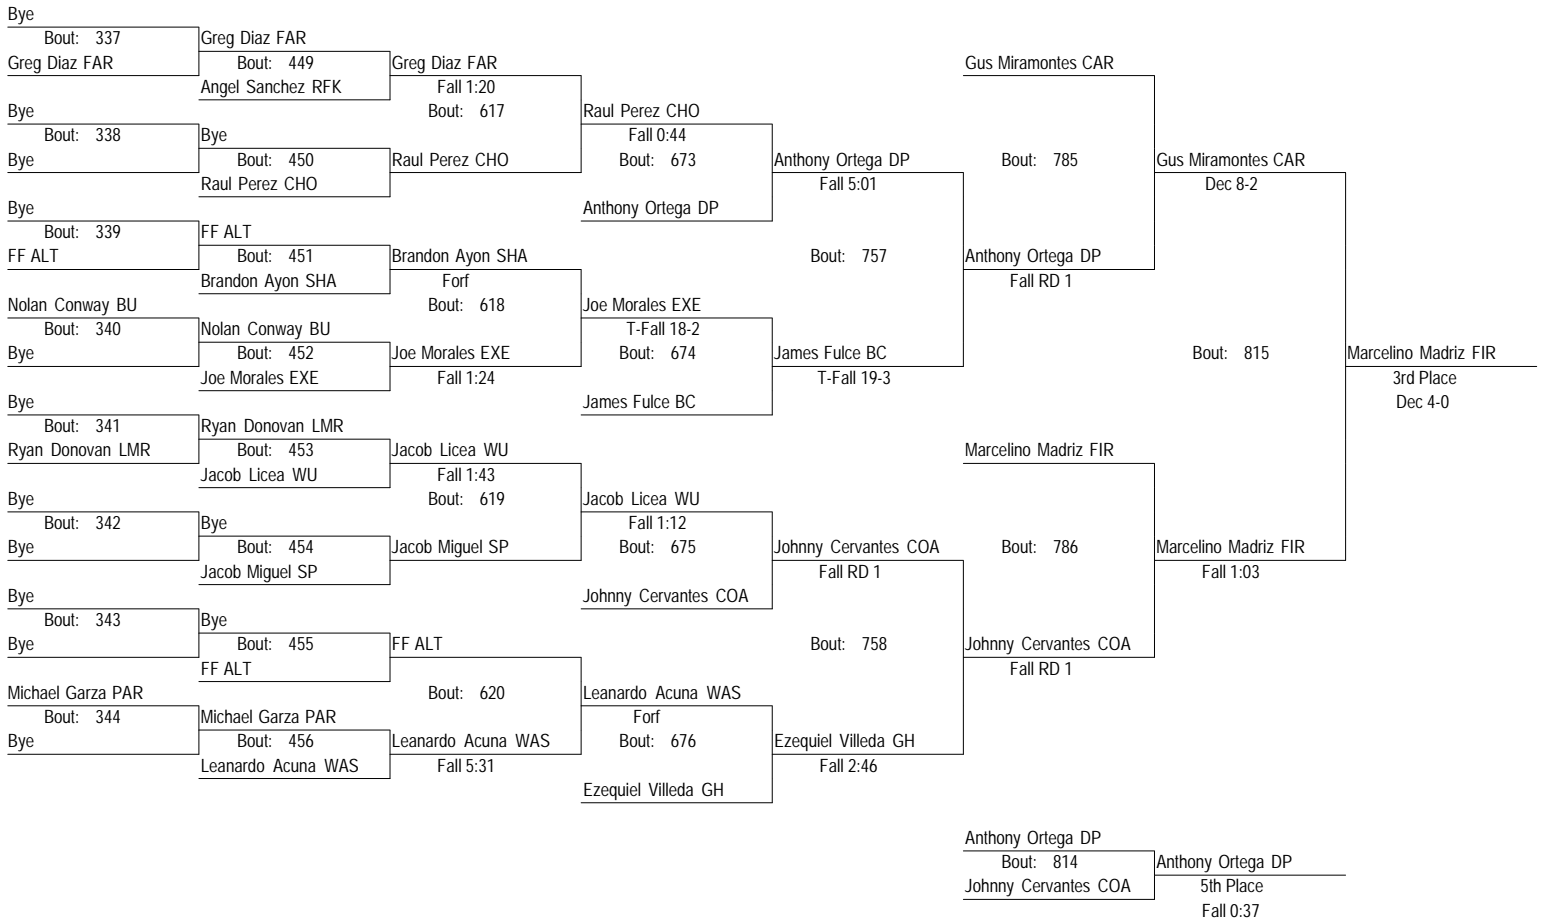 Bye
Bout: 337
Greg Diaz FAR
Bye
Bout: 338
Bye
Bye
Bout: 339
FF ALT
Nolan Conway BU
Bout: 340
Bye
Bye
Bout: 341
Ryan Donovan LMR
Bye
Bout: 342
Bye
Bye
Bout: 343
Bye
Michael Garza PAR
Bout: 344
Bye
Greg Diaz FAR
Bout: 449
Angel Sanchez RFK
Bye
Bout: 450
Raul Perez CHO
FF ALT
Bout: 451
Brandon Ayon SHA
Nolan Conway BU
Bout: 452
Joe Morales EXE
Ryan Donovan LMR
Bout: 453
Jacob Licea WU
Bye
Bout: 454
Jacob Miguel SP
Bye
Bout: 455
FF ALT
Michael Garza PAR
Bout: 456
Leanardo Acuna WAS
Greg Diaz FAR
Fall 1:20
Bout: 617
Raul Perez CHO
Brandon Ayon SHA
Forf
Bout: 618
Joe Morales EXE
Fall 1:24
Jacob Licea WU
Fall 1:43
Bout: 619
Jacob Miguel SP
FF ALT
Bout: 620
Leanardo Acuna WAS
Fall 5:31
Raul Perez CHO
Fall 0:44
Bout: 673
Anthony Ortega DP
Joe Morales EXE
T-Fall 18-2
Bout: 674
James Fulce BC
Jacob Licea WU
Fall 1:12
Bout: 675
Johnny Cervantes COA
Leanardo Acuna WAS
Forf
Bout: 676
Ezequiel Villeda GH
Anthony Ortega DP
Fall 5:01
Bout: 757
James Fulce BC
T-Fall 19-3
Johnny Cervantes COA
Fall RD 1
Bout: 758
Ezequiel Villeda GH
Fall 2:46
Gus Miramontes CAR
Bout: 785
Anthony Ortega DP
Fall RD 1
Marcelino Madriz FIR
Bout: 786
Johnny Cervantes COA
Fall RD 1
Gus Miramontes CAR
Dec 8-2
Bout: 815
Marcelino Madriz FIR
Fall 1:03
Marcelino Madriz FIR
3rd Place
Dec 4-0
Anthony Ortega DP
Bout: 814
Johnny Cervantes COA
Anthony Ortega DP
5th Place
Fall 0:37